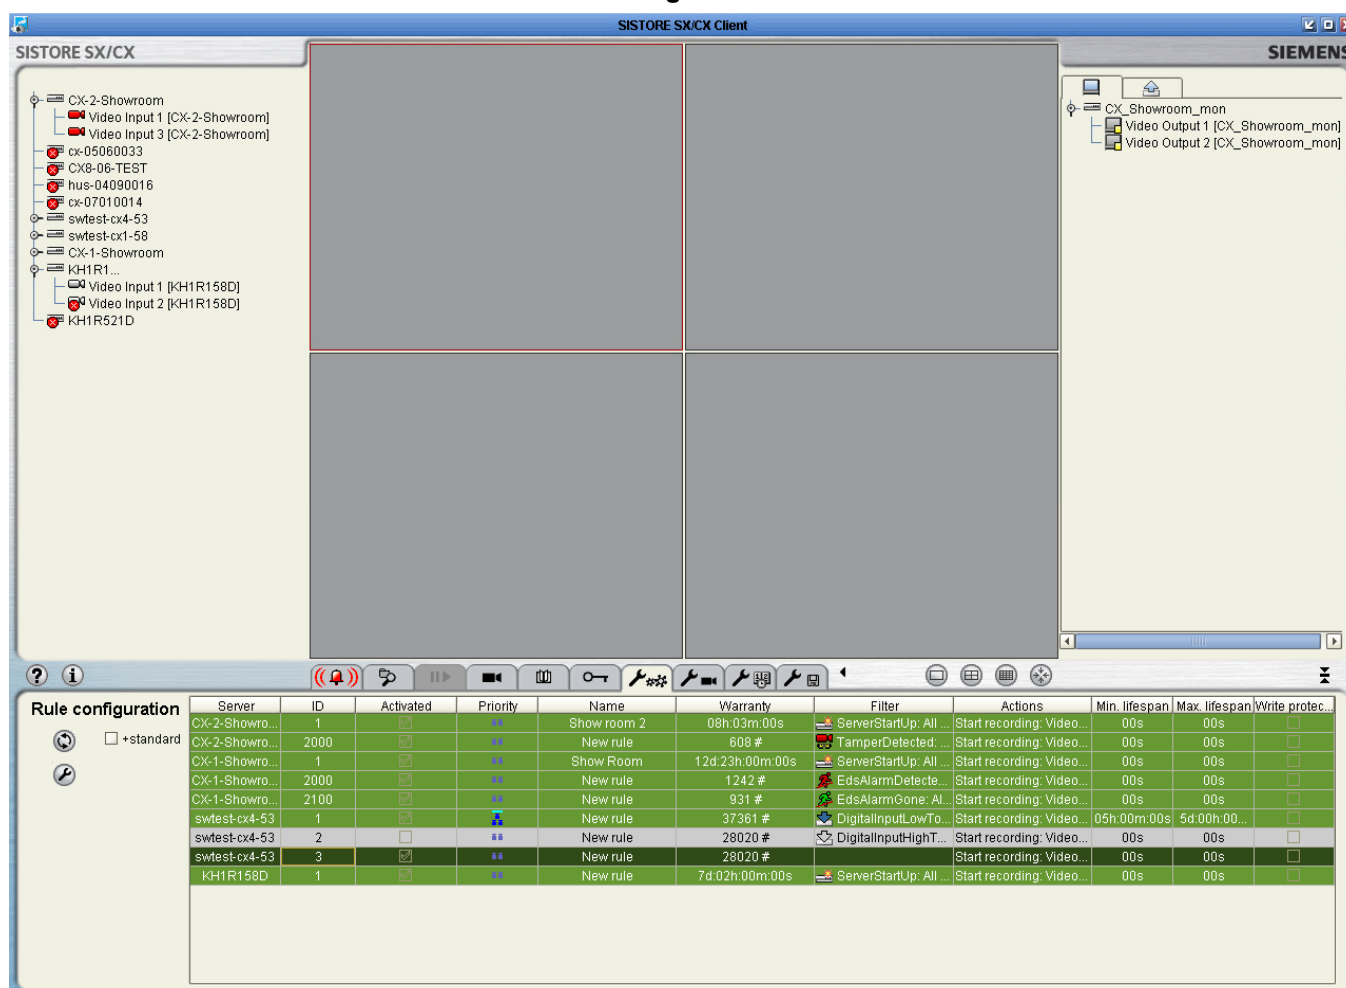 SISTORE SX/CX Client
SISTORE SX/CX
SIEMENS
CX-2-Showroom
Video Input 1 [CX-2-Showroom]
Video Input 3 [CX-2-Showroom]
cx-05060033
CX8-06-TEST
hus-04090016
cx-07010014
swtest-cx4-53
swtest-cx1-58
CX-1-Showroom
KH1R1...
Video Input 1 [KH1R158D]
Video Input 2 [KH1R158D]
KH1R521D
CX_Showroom_mon
Video Output 1 [CX_Showroom_mon]
Video Output 2 [CX_Showroom_mon]
Rule configuration
+standard
Server ID Activated Priority Name Warranty Filter Actions Min. lifespan Max. lifespan Write protec...
CX-2-Showro... 1 Show room 2 08h:03m:00s ServerStartUp: All ... Start recording: Video... 00s 00s
CX-2-Showro... 2000 New rule 608 # TamperDetected: ... Start recording: Video... 00s 00s
CX-1-Showro... 1 Show Room 12d:23h:00m:00s ServerStartUp: All ... Start recording: Video... 00s 00s
CX-1-Showro... 2000 New rule 1242 # EdsAlarmDetecte... Start recording: Video... 00s 00s
CX-1-Showro... 2100 New rule 931 # EdsAlarmGone: Al... Start recording: Video... 00s 00s
swtest-cx4-53 1 New rule 37361 # DigitalInputLowTo... Start recording: Video... 05h:00m:00s 5d:00h:00...
swtest-cx4-53 2 New rule 28020 # DigitalInputHighT... Start recording: Video... 00s 00s
swtest-cx4-53 3 New rule 28020 # Start recording: Video... 00s 00s
KH1R158D 1 New rule 7d:02h:00m:00s ServerStartUp: All ... Start recording: Video... 00s 00s